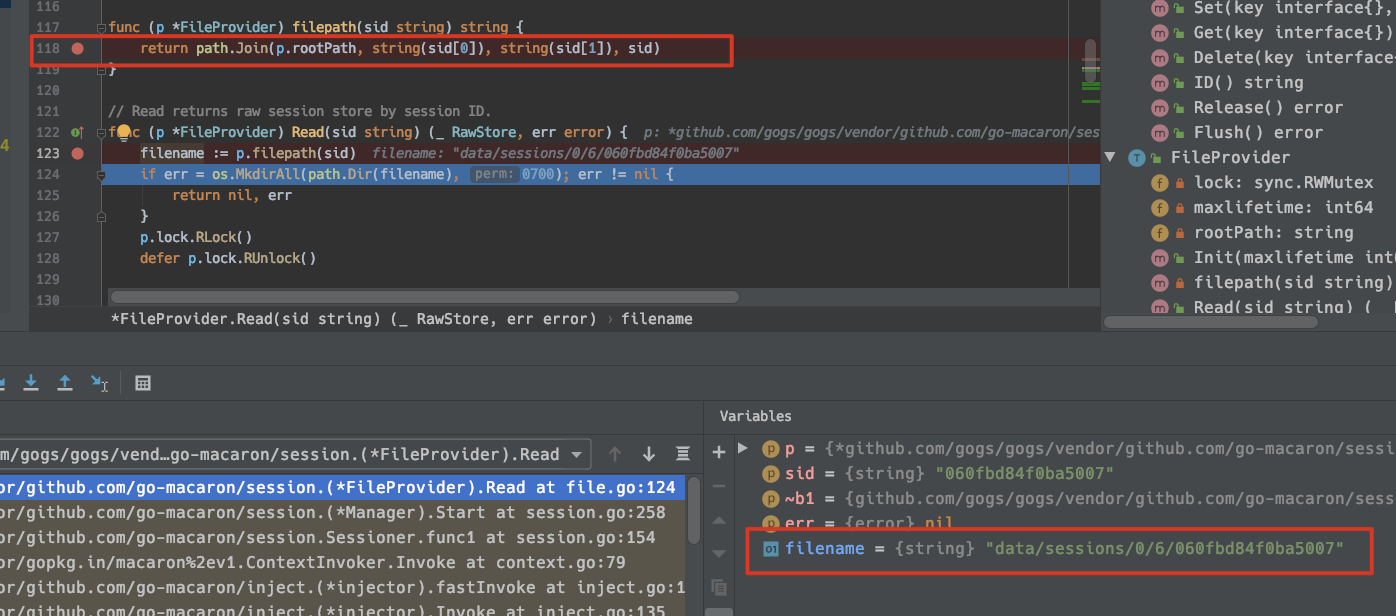 116
117 func (p *FileProvider) filepath(sid string) string {
118 return path.Join(p.rootPath, string(sid[0]), string(sid[1]), sid)
119 }
120
121 // Read returns raw session store by session ID.
122 func (p *FileProvider) Read(sid string) (_ RawStore, err error) { p: *github.com/gogs/gogs/vendor/github.com/go-macaron/ses
123 filename := p.filepath(sid) filename: "data/sessions/0/6/060fbd84f0ba5007"
124 if err = os.MkdirAll(path.Dir(filename), perm: 0700); err != nil {
125 return nil, err
126 }
127 p.lock.RLock()
128 defer p.lock.RUnlock()
129
130
4
*FileProvider.Read(sid string) (_ RawStore, err error) › filename
Set(key interface{},
Get(key interface{})
Delete(key interface
ID() string
Release() error
Flush() error
FileProvider
lock: sync.RWMutex
maxlifetime: int64
rootPath: string
Init(maxlifetime int
filepath(sid string)
Read(sid string) (_
m/gogs/gogs/vend…go-macaron/session.(*FileProvider).Read
or/github.com/go-macaron/session.(*FileProvider).Read at file.go:124
or/github.com/go-macaron/session.(*Manager).Start at session.go:258
or/github.com/go-macaron/session.Sessioner.func1 at session.go:154
or/gopkg.in/macaron%2ev1.ContextInvoker.Invoke at context.go:79
or/github.com/go-macaron/inject.(*injector).fastInvoke at inject.go:1
or/github.com/go-macaron/inject.(*injector).Invoke at inject.go:135
Variables
p = {*github.com/gogs/gogs/vendor/github.com/go-macaron/sessi
sid = {string} "060fbd84f0ba5007"
~b1 = {github.com/gogs/gogs/vendor/github.com/go-macaron/sess
err = {error} nil
filename = {string} "data/sessions/0/6/060fbd84f0ba5007"